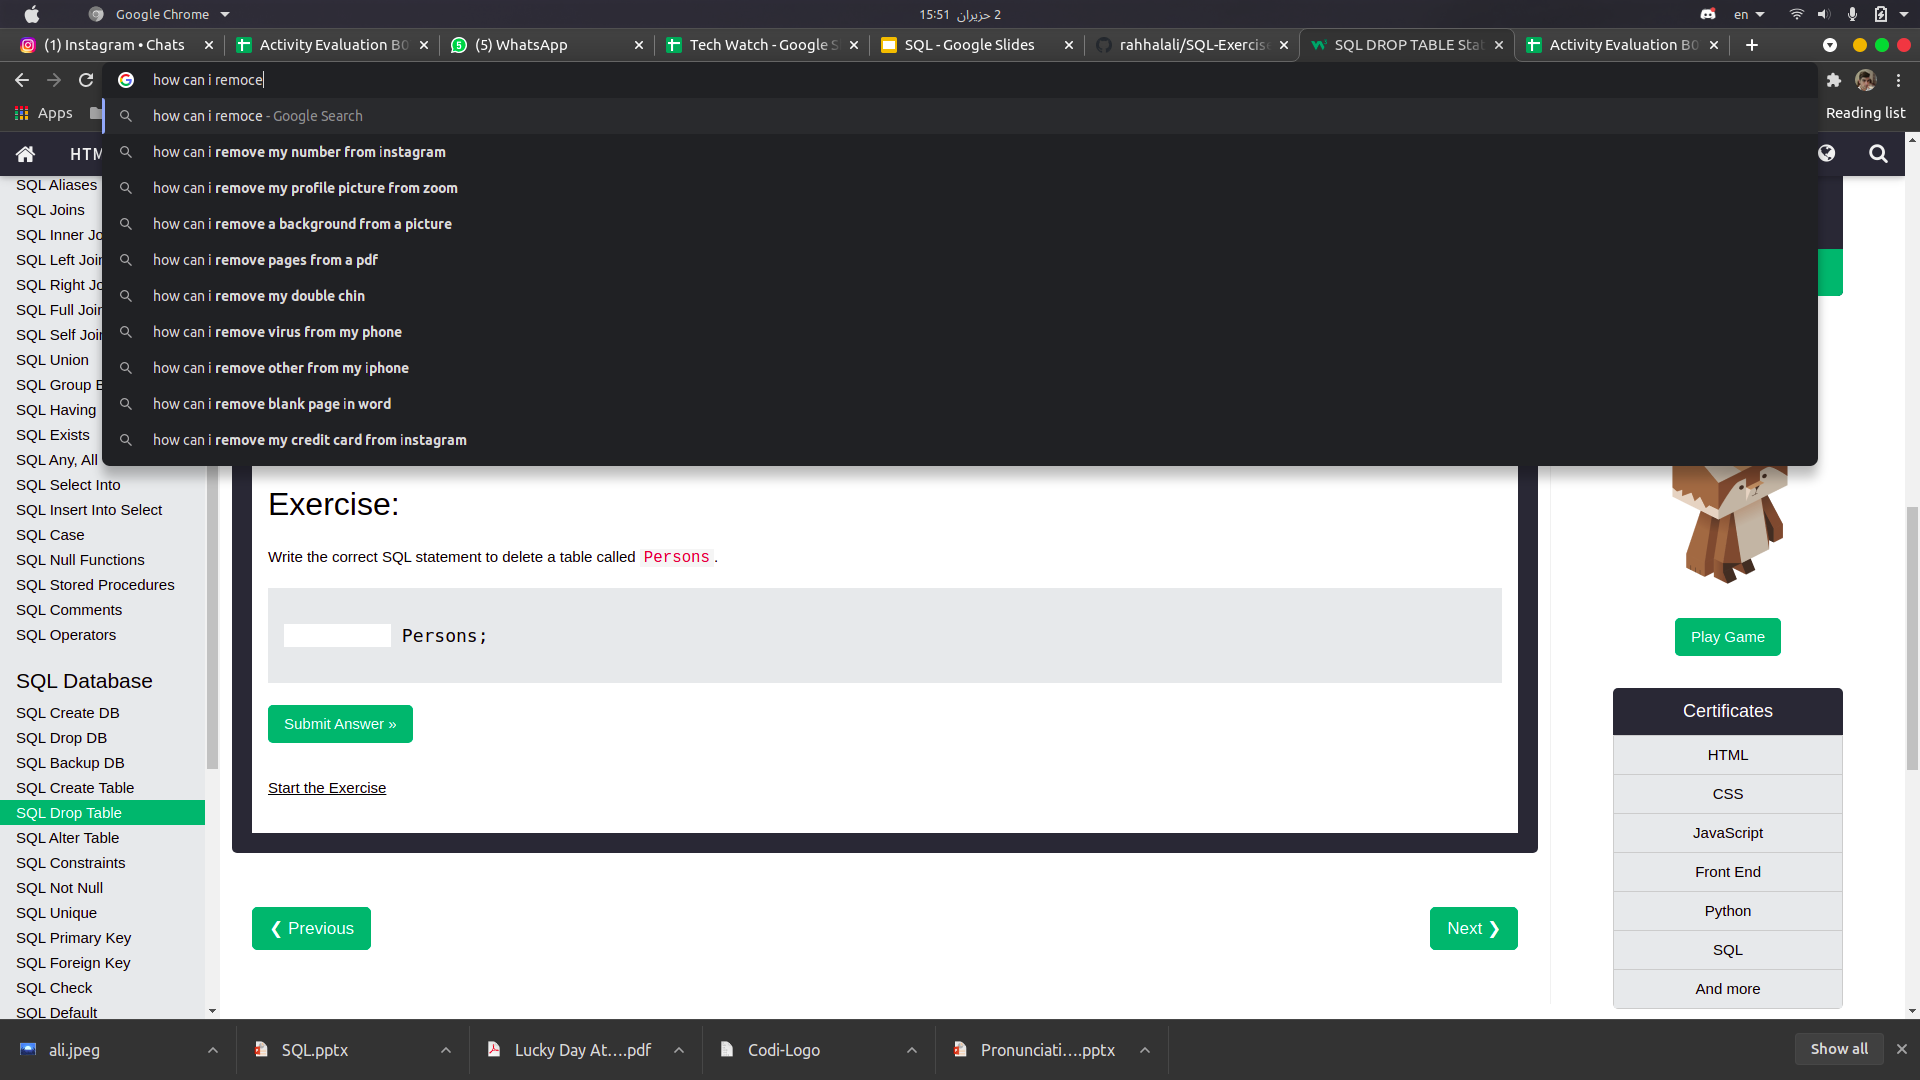 Google Chrome
15:51 2 حزيران
en
(1) Instagram • Chats
Activity Evaluation B0
(5) WhatsApp
Tech Watch - Google S
SQL - Google Slides
rahhalali/SQL-Exercise
SQL DROP TABLE Stat
Activity Evaluation B0
how can i remoce
Apps
Reading list
how can i remoce - Google Search
how can i remove my number from instagram
how can i remove my profile picture from zoom
how can i remove a background from a picture
how can i remove pages from a pdf
how can i remove my double chin
how can i remove virus from my phone
how can i remove other from my iphone
how can i remove blank page in word
how can i remove my credit card from instagram
HTM
SQL Aliases
SQL Joins
SQL Inner Jo
SQL Left Join
SQL Right Jo
SQL Full Join
SQL Self Join
SQL Union
SQL Group B
SQL Having
SQL Exists
SQL Any, All
SQL Select Into
SQL Insert Into Select
SQL Case
SQL Null Functions
SQL Stored Procedures
SQL Comments
SQL Operators
SQL Database
SQL Create DB
SQL Drop DB
SQL Backup DB
SQL Create Table
SQL Drop Table
SQL Alter Table
SQL Constraints
SQL Not Null
SQL Unique
SQL Primary Key
SQL Foreign Key
SQL Check
SQL Default
Exercise:
Write the correct SQL statement to delete a table called Persons.
Persons;
Submit Answer »
Start the Exercise
❮ Previous
Next ❯
Play Game
Certificates
HTML
CSS
JavaScript
Front End
Python
SQL
And more
ali.jpeg
SQL.pptx
Lucky Day At....pdf
Codi-Logo
Pronunciati....pptx
Show all